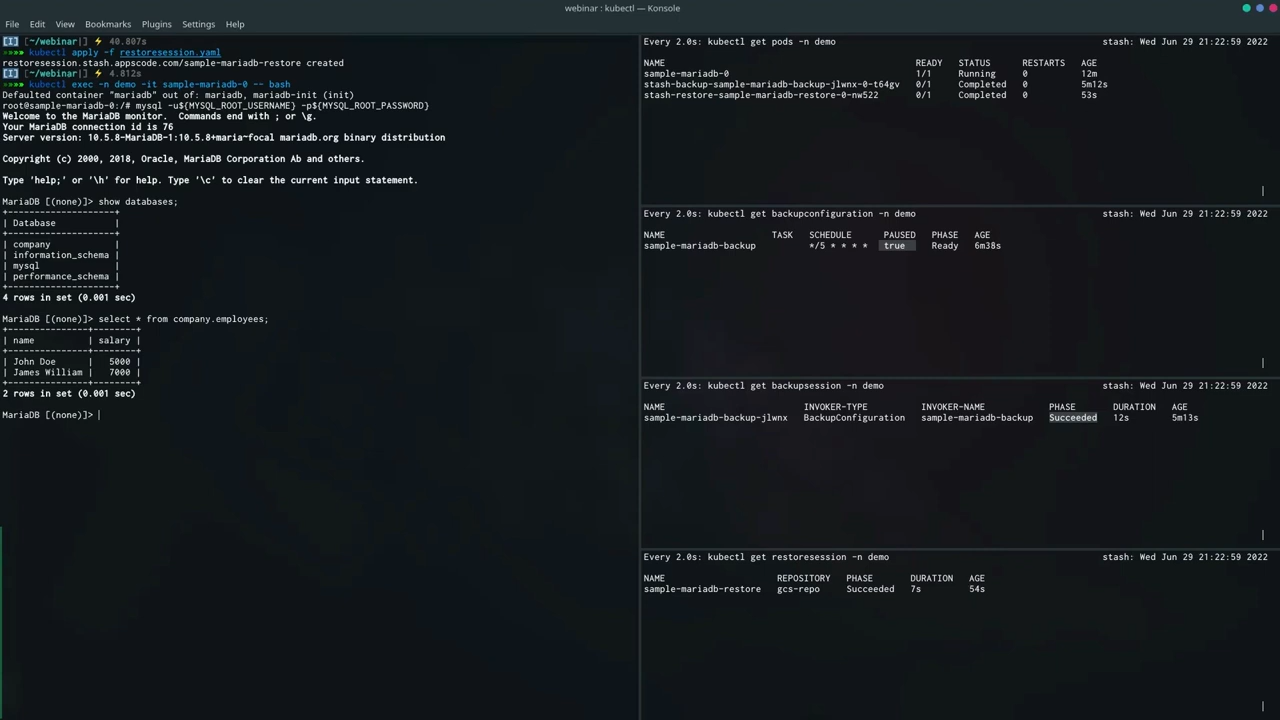 webinar : kubectl — Konsole
File Edit View Bookmarks Plugins Settings Help
[I] [~/webinar|] ⚡ 40.807s
»»»» kubectl apply -f restoresession.yaml
restoresession.stash.appscode.com/sample-mariadb-restore created
[I] [~/webinar|] ⚡ 4.812s
»»»» kubectl exec -n demo -it sample-mariadb-0 -- bash
Defaulted container "mariadb" out of: mariadb, mariadb-init (init)
root@sample-mariadb-0:/# mysql -u${MYSQL_ROOT_USERNAME} -p${MYSQL_ROOT_PASSWORD}
Welcome to the MariaDB monitor.  Commands end with ; or \g.
Your MariaDB connection id is 76
Server version: 10.5.8-MariaDB-1:10.5.8+maria~focal mariadb.org binary distribution
Copyright (c) 2000, 2018, Oracle, MariaDB Corporation Ab and others.
Type 'help;' or '\h' for help. Type '\c' to clear the current input statement.
MariaDB [(none)]> show databases;
+--------------------+
| Database           |
+--------------------+
| company            |
| information_schema |
| mysql              |
| performance_schema |
+--------------------+
4 rows in set (0.001 sec)
MariaDB [(none)]> select * from company.employees;
+---------------+--------+
| name          | salary |
+---------------+--------+
| John Doe      |   5000 |
| James William |   7000 |
+---------------+--------+
2 rows in set (0.001 sec)
MariaDB [(none)]>
Every 2.0s: kubectl get pods -n demo stash: Wed Jun 29 21:22:59 2022
NAME READY STATUS RESTARTS AGE
sample-mariadb-0 1/1 Running 0 12m
stash-backup-sample-mariadb-backup-jlwnx-0-t64gv 0/1 Completed 0 5m12s
stash-restore-sample-mariadb-restore-0-nw522 0/1 Completed 0 53s
Every 2.0s: kubectl get backupconfiguration -n demo stash: Wed Jun 29 21:22:59 2022
NAME TASK SCHEDULE PAUSED PHASE AGE
sample-mariadb-backup */5 * * * * true Ready 6m38s
Every 2.0s: kubectl get backupsession -n demo stash: Wed Jun 29 21:22:59 2022
NAME INVOKER-TYPE INVOKER-NAME PHASE DURATION AGE
sample-mariadb-backup-jlwnx BackupConfiguration sample-mariadb-backup Succeeded 12s 5m13s
Every 2.0s: kubectl get restoresession -n demo stash: Wed Jun 29 21:22:59 2022
NAME REPOSITORY PHASE DURATION AGE
sample-mariadb-restore gcs-repo Succeeded 7s 54s